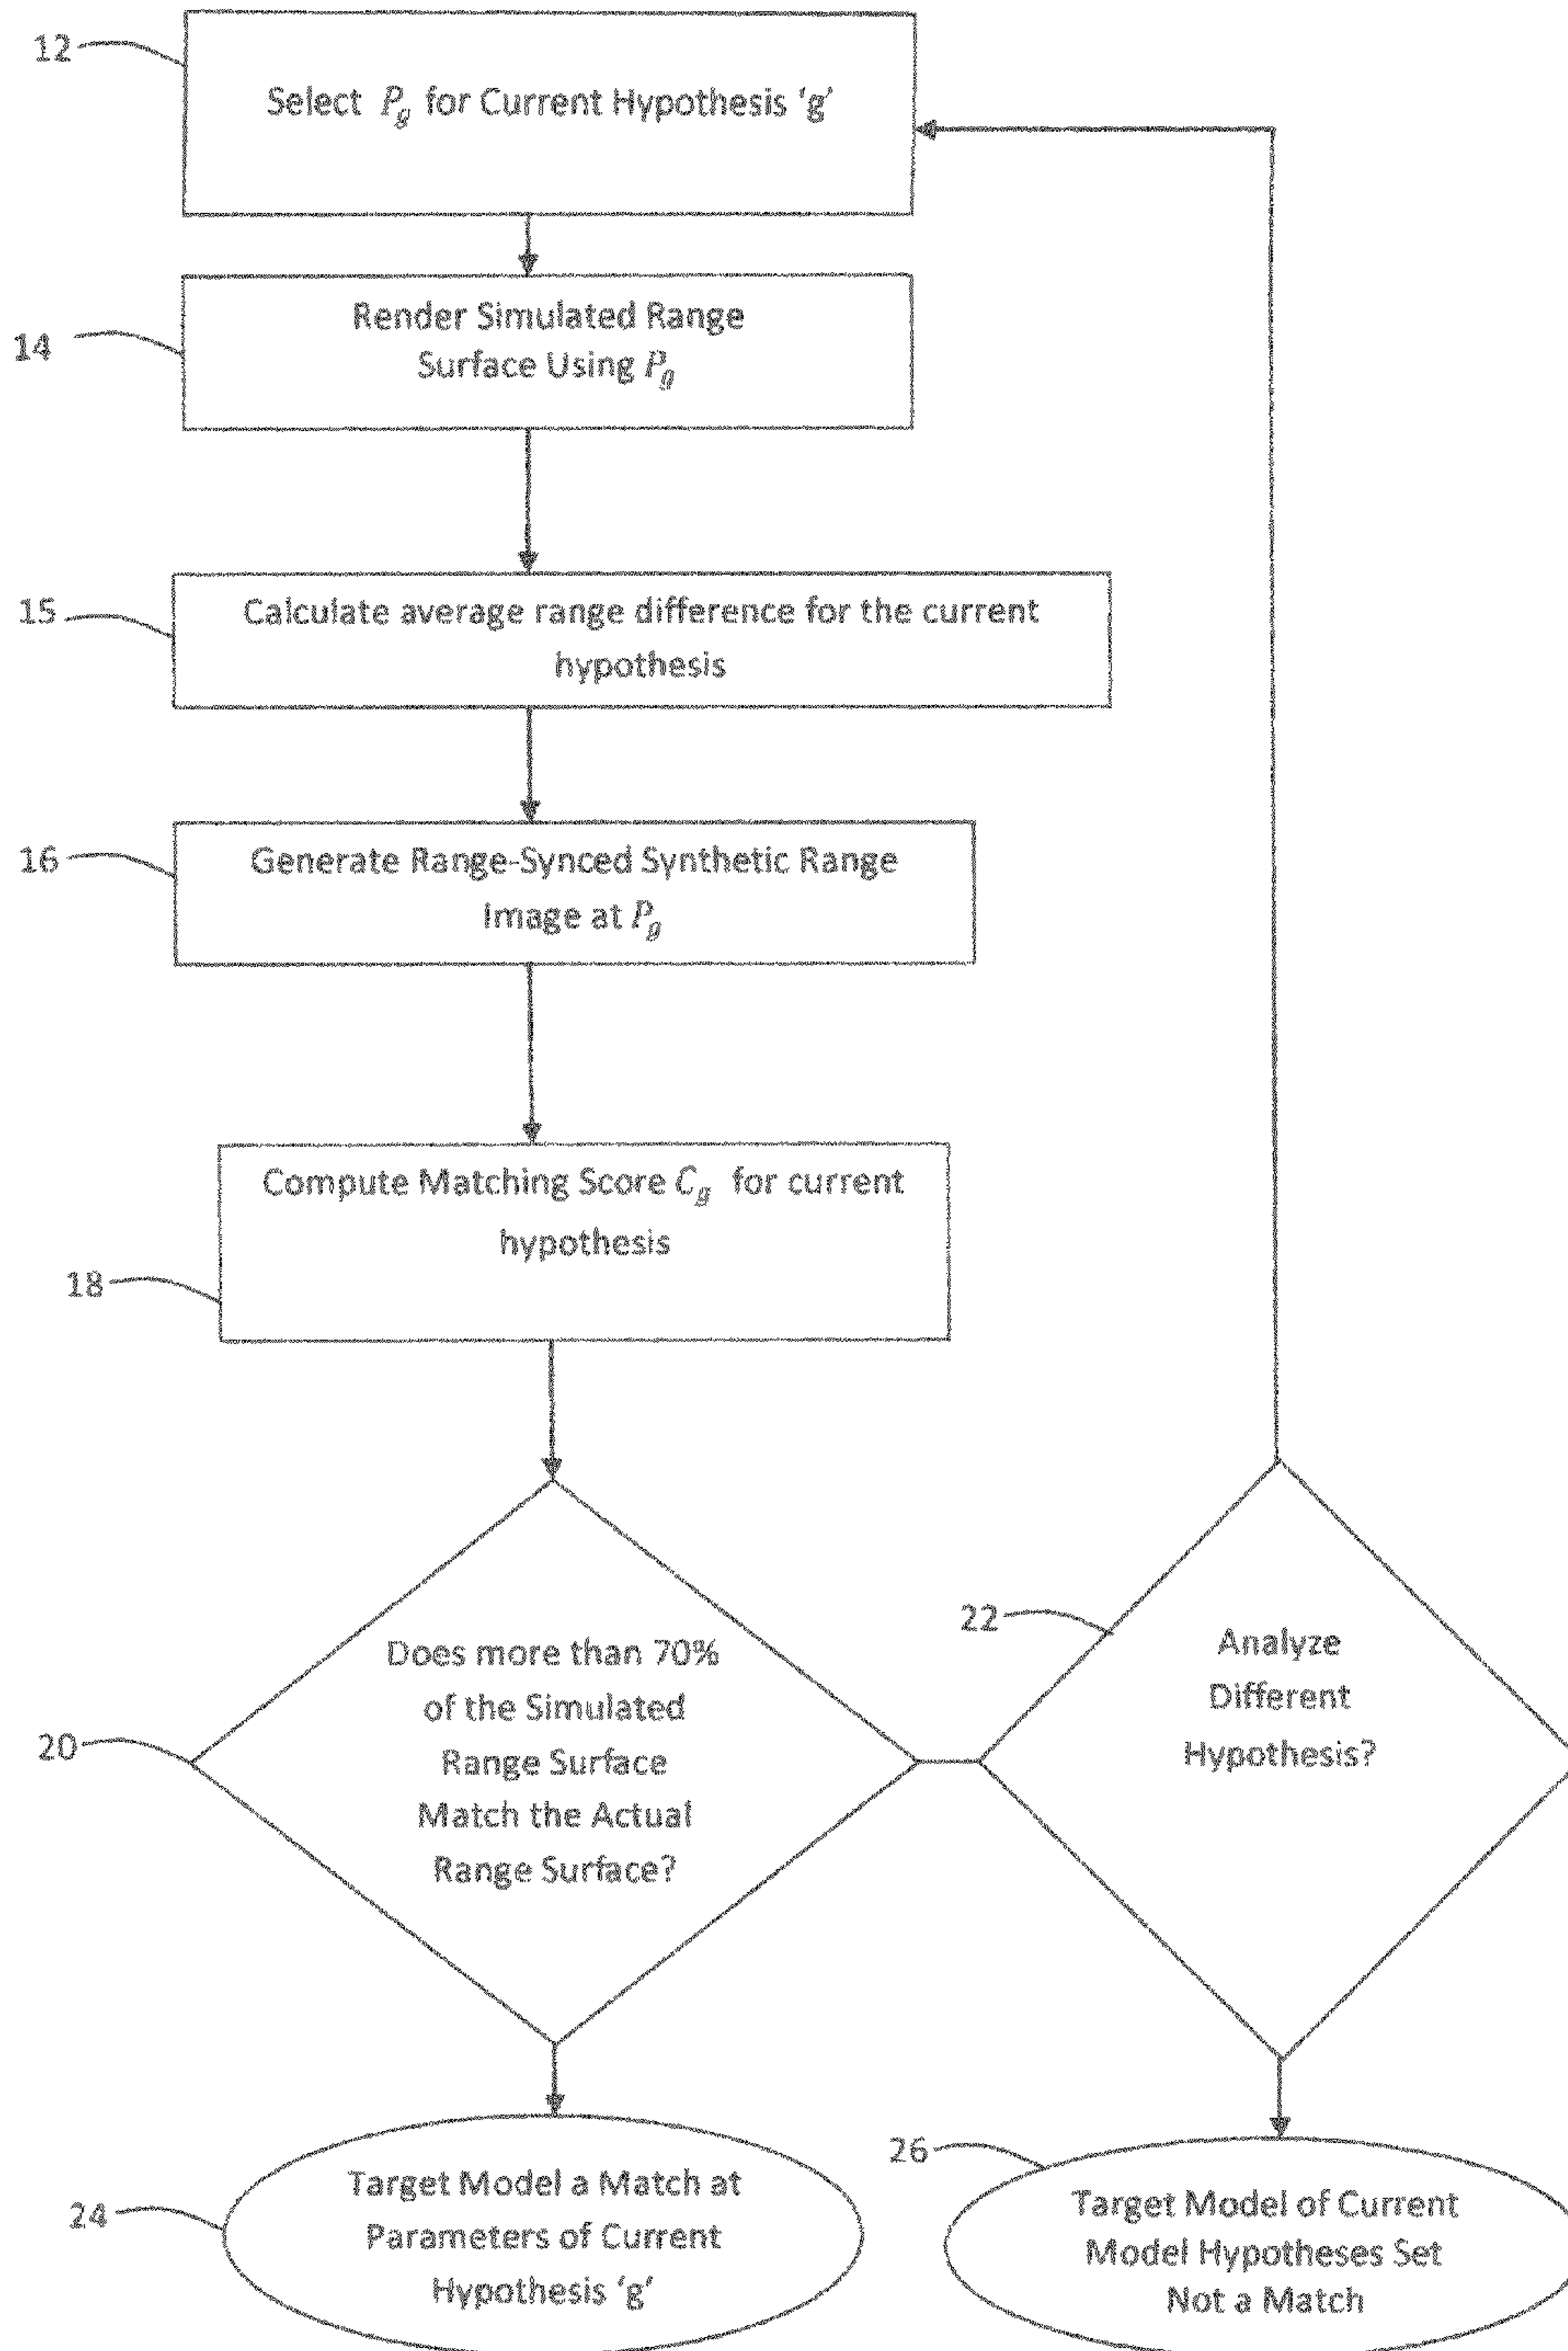 12
Select P_g for Current Hypothesis ‘g’
14
Render Simulated Range
Surface Using P_g
15
Calculate average range difference for the current
hypothesis
16
Generate Range-Synced Synthetic Range
Image at P_g
Compute Matching Score C_g for current
hypothesis
18
20
Does more than 70%
of the Simulated
Range Surface
Match the Actual
Range Surface?
22
Analyze
Different
Hypothesis?
24
Target Model a Match at
Parameters of Current
Hypothesis ‘g’
26
Target Model of Current
Model Hypotheses Set
Not a Match